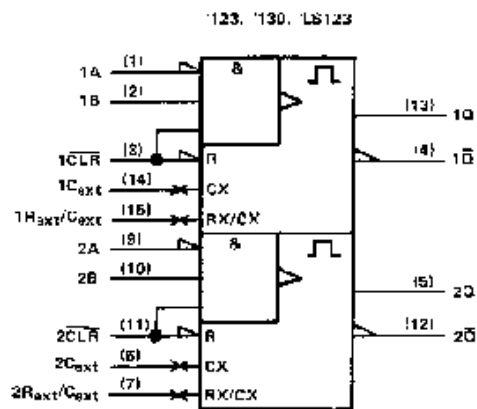 '123, '130, 'LS123
1A (1) & 
1B (2)
(13) 1Q
1CLR (3) R (4) 1Q
1Cext (14) CX
1Rext/Cext (15) RX/CX
2A (9) &
2B (10)
(5) 2Q
2CLR (11) R (12) 2Q
2Cext (6) CX
2Rext/Cext (7) RX/CX